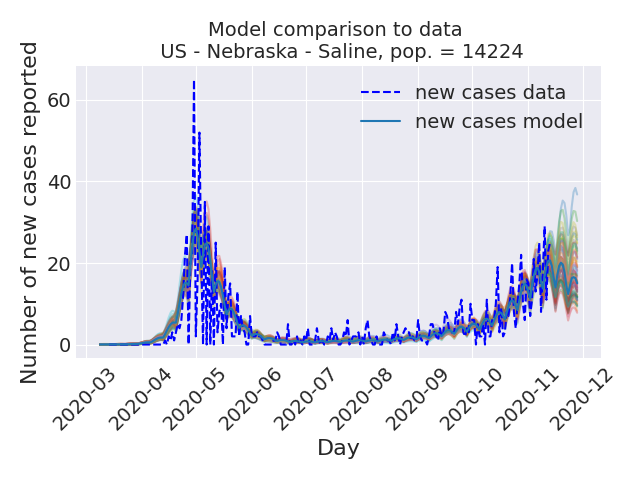 Model comparison to data
US - Nebraska - Saline, pop. = 14224
Number of new cases reported
60
40
20
0
new cases data
new cases model
2020-03
2020-04
2020-05
2020-06
2020-07
2020-08
2020-09
2020-10
2020-11
2020-12
Day